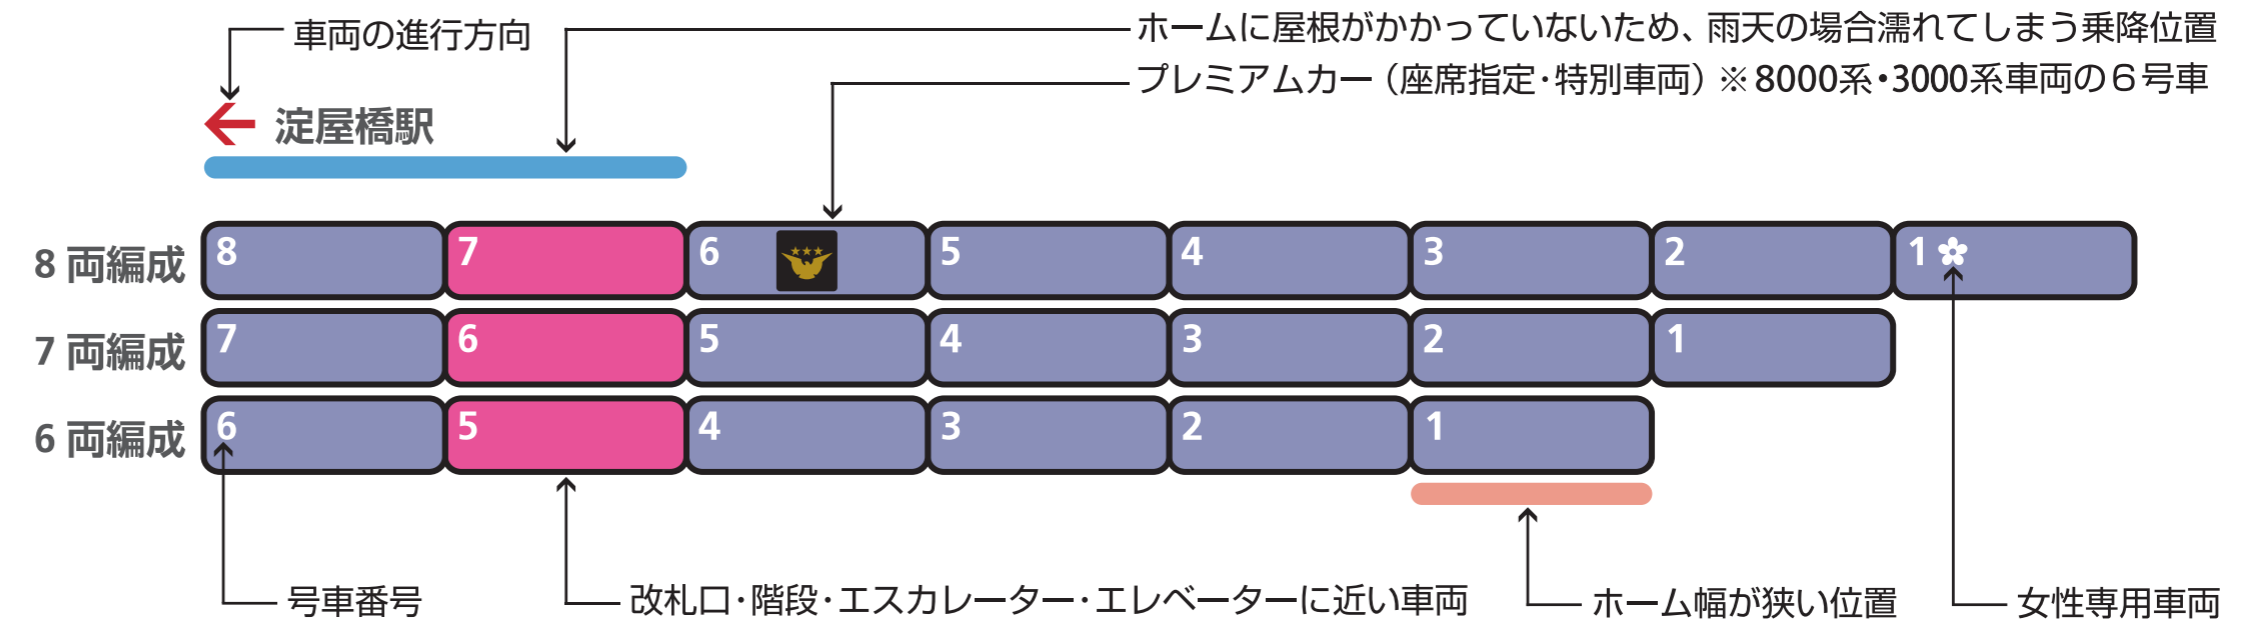 車両の進行方向
ホームに屋根がかかっていないため、雨天の場合濡れてしまう乗降位置
プレミアムカー（座席指定・特別車両）※8000系・3000系車両の６号車
淀屋橋駅
8 両編成 8 7 6 5 4 3 2 1
7 両編成 7 6 5 4 3 2 1
6 両編成 6 5 4 3 2 1
号車番号
改札口・階段・エスカレーター・エレベーターに近い車両
ホーム幅が狭い位置
女性専用車両